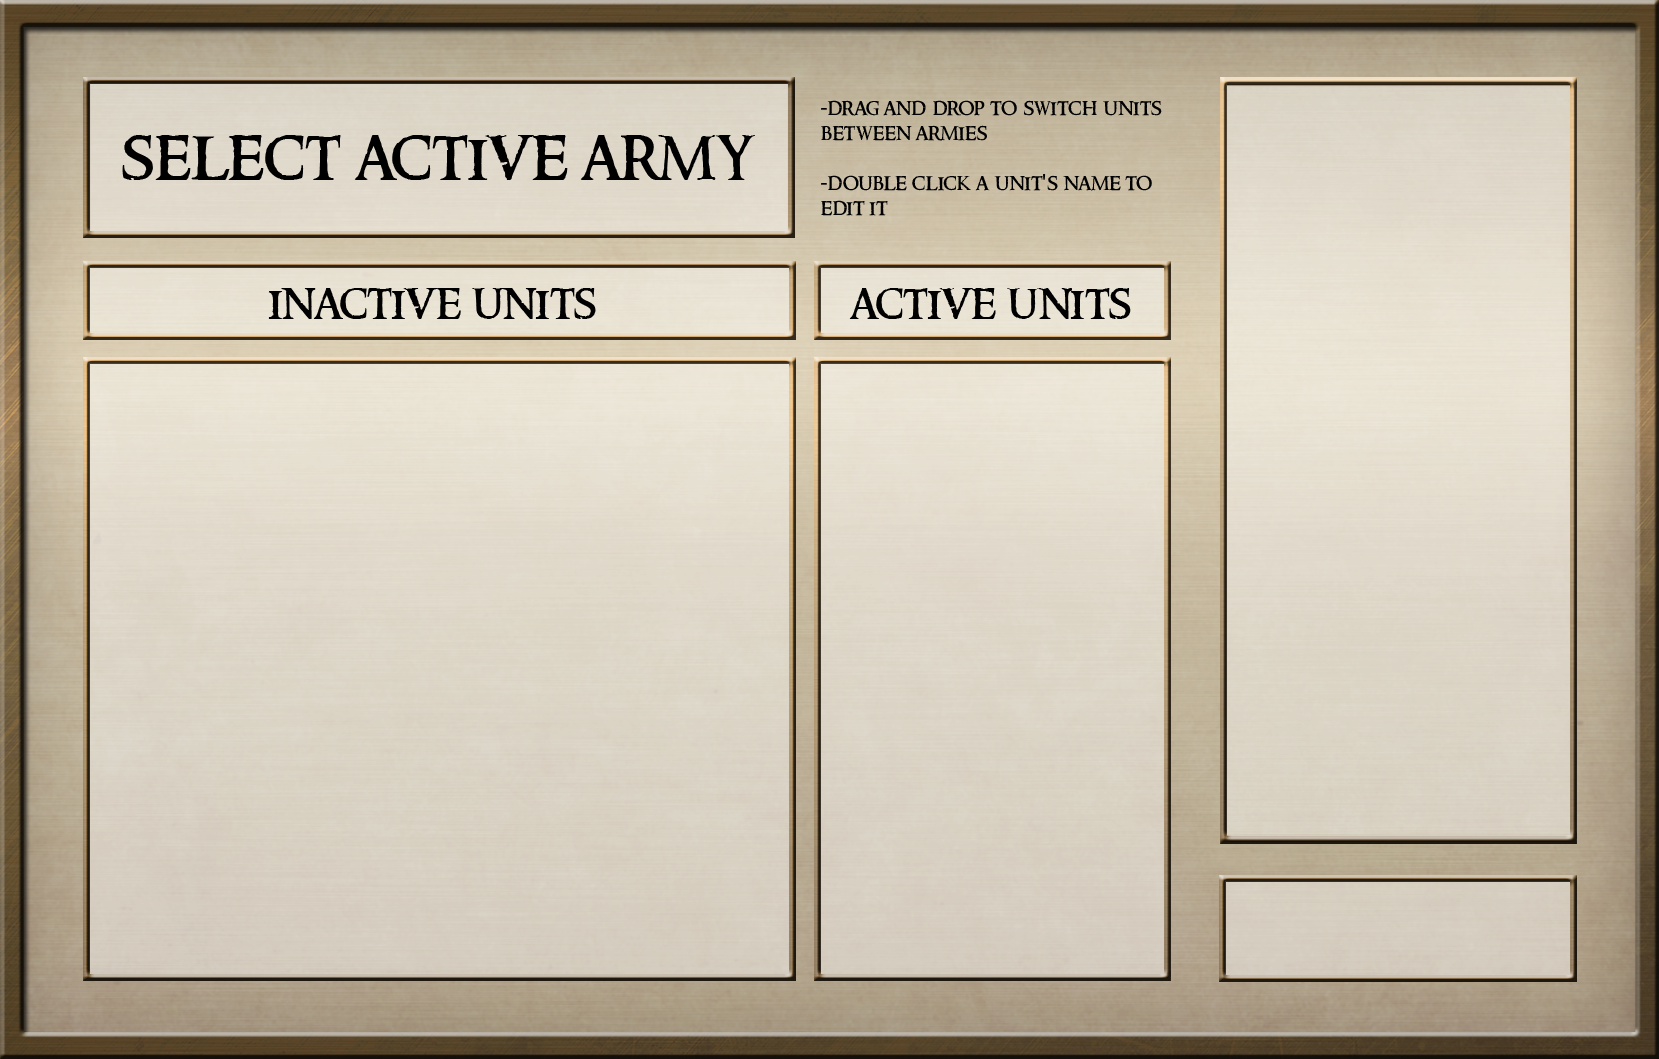 SELECT ACTIVE ARMY
-DRAG AND DROP TO SWITCH UNITS
BETWEEN ARMIES
-DOUBLE CLICK A UNIT'S NAME TO
EDIT IT
INACTIVE UNITS
ACTIVE UNITS